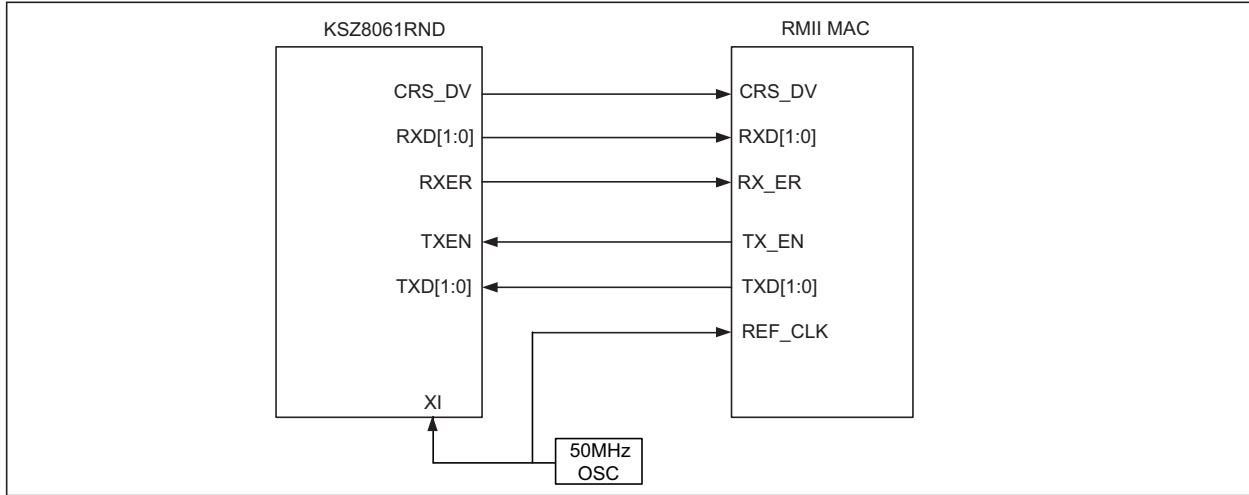 KSZ8061RND
RMII MAC
CRS_DV
CRS_DV
RXD[1:0]
RXD[1:0]
RXER
RX_ER
TXEN
TX_EN
TXD[1:0]
TXD[1:0]
REF_CLK
XI
50MHz
OSC